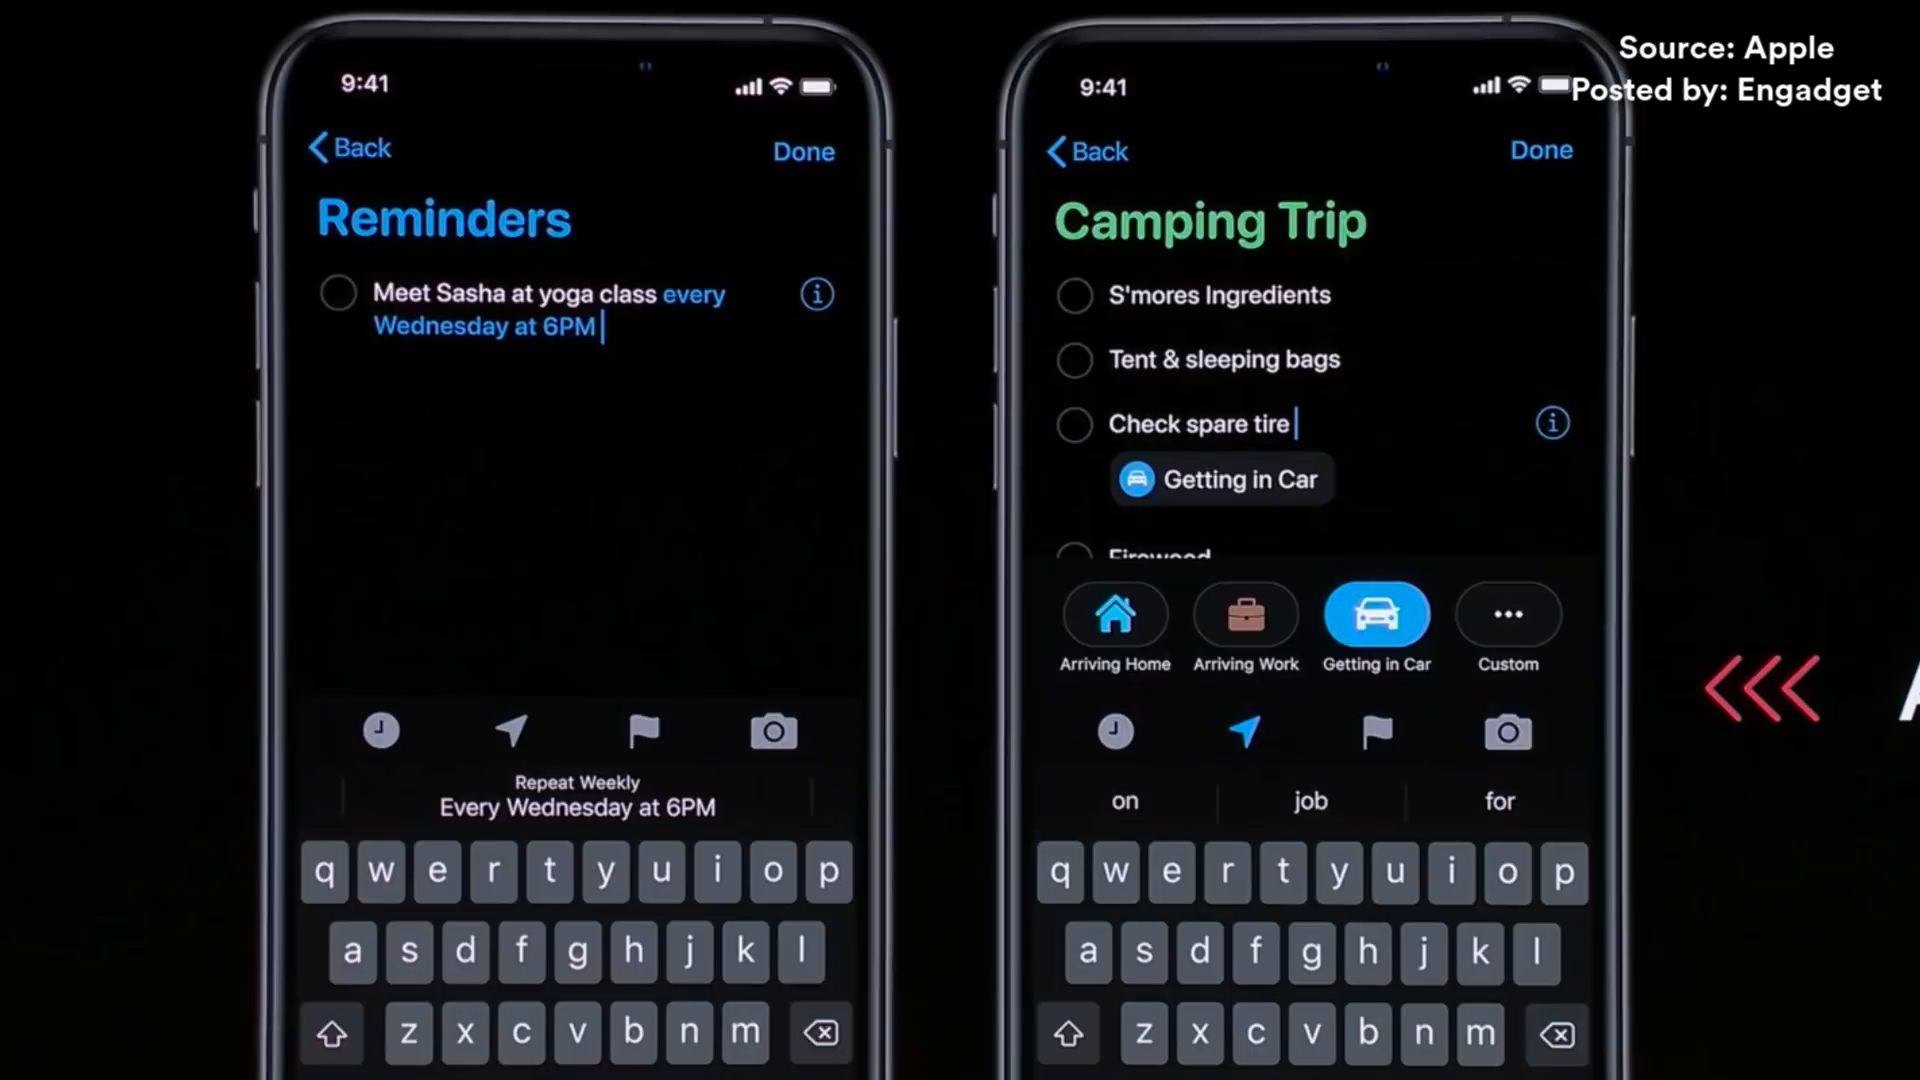 Source: Apple
Posted by: Engadget
9:41
Back
Done
Reminders
Meet Sasha at yoga class every
Wednesday at 6PM
Repeat Weekly
Every Wednesday at 6PM
q w e r t y u i o p
a s d f g h j k l
z x c v b n m
9:41
Back
Done
Camping Trip
S'mores Ingredients
Tent & sleeping bags
Check spare tire
Getting in Car
Firewood
Arriving Home
Arriving Work
Getting in Car
Custom
on
job
for
q w e r t y u i o p
a s d f g h j k l
z x c v b n m